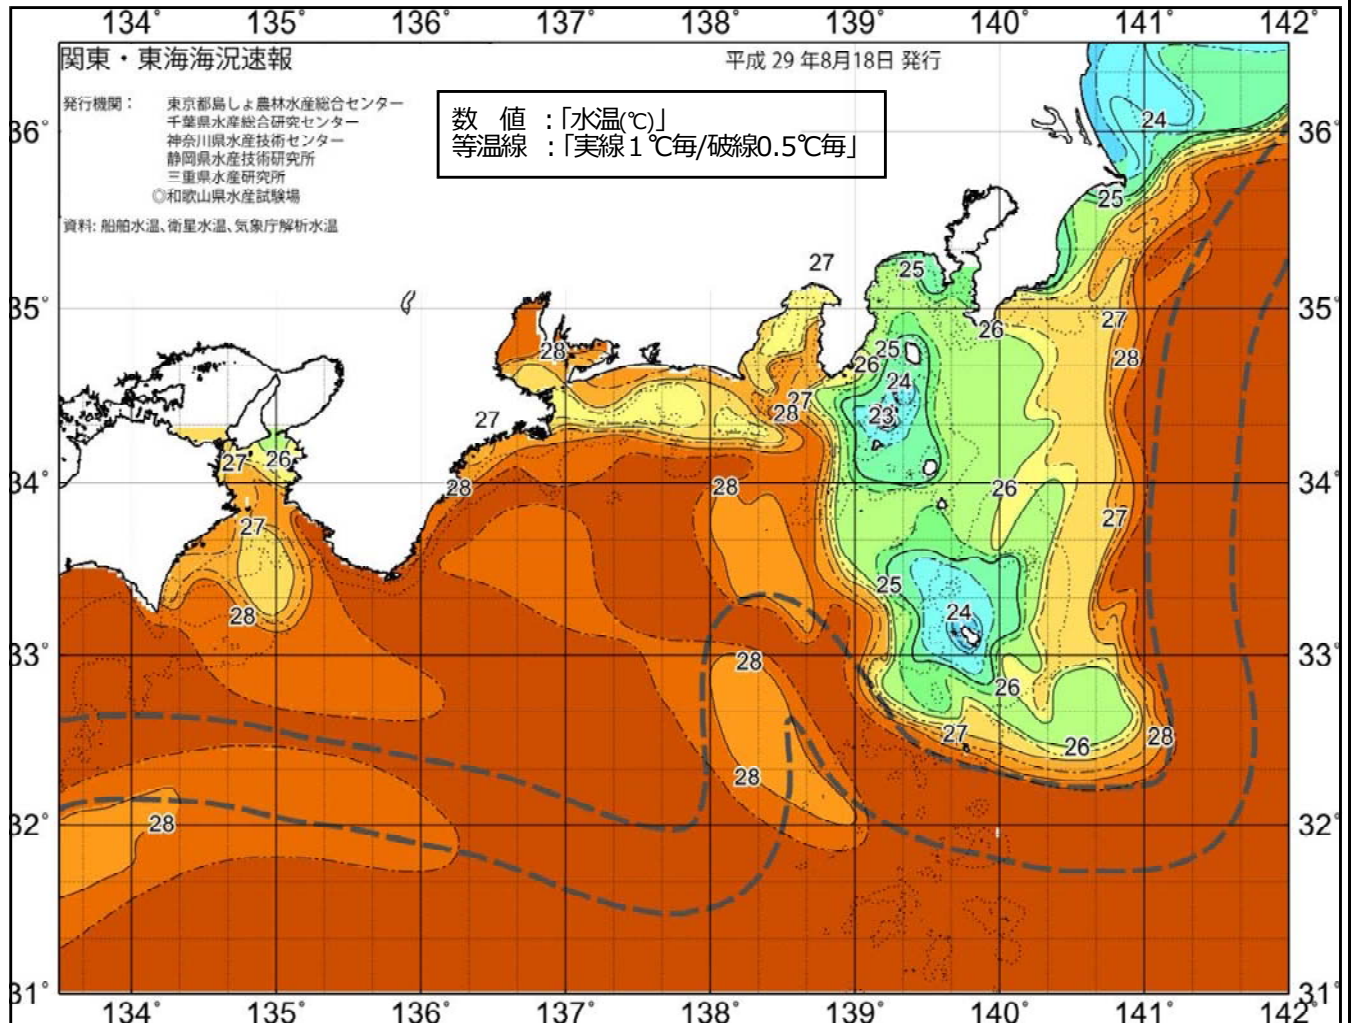 134° 135° 136° 137° 138° 139° 140° 141° 142°
関東・東海海況速報
平成 29 年8月18日 発行
発行機関： 東京都島しょ農林水産総合センター
千葉県水産総合研究センター
神奈川県水産技術センター
静岡県水産技術研究所
三重県水産研究所
◎和歌山県水産試験場
資料: 船舶水温、衛星水温、気象庁解析水温
数 値 ：「水温(℃)」
等温線 ：「実線１℃毎/破線0.5℃毎」
24
36° 36°
25
27
25
35° 35°
26
27
28
25
28
26
24
27
28
23
27
27
26
28
28
26
34° 34°
27
27
25
28
24
33° 33°
28
26
27
26
28
28
28
32° 32°
31° 31°
134° 135° 136° 137° 138° 139° 140° 141° 142°